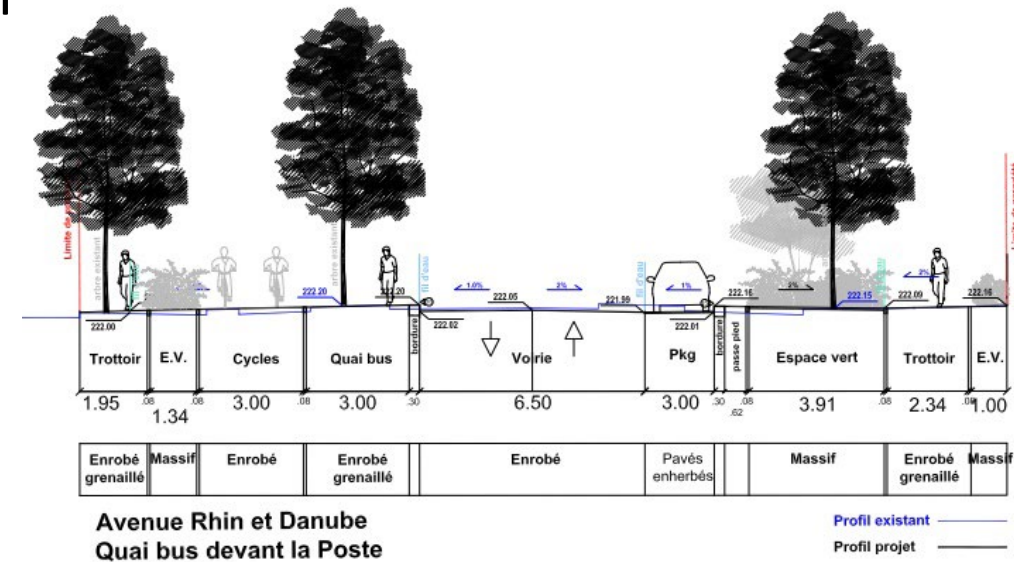 Limite de
arbre existant
arbre existant
fil d'eau
fil d'eau
222.20
222.20
1.0%
222.05
2%
221.99
1%
222.16
2%
222.15
2%
222.09
222.16
222.00
222.02
222.01
Trottoir
E.V.
Cycles
Quai bus
bordure
Voirie
Pkg
bordure
passe pied
Espace vert
Trottoir
E.V.
1.95
.08
1.34
.08
3.00
.08
3.00
.30
6.50
3.00
.30
.62
.08
3.91
.08
2.34
1.00
Enrobé grenaillé
Massif
Enrobé
Enrobé grenaillé
Enrobé
Pavés enherbés
Massif
Enrobé grenaillé
Massif
Avenue Rhin et Danube
Quai bus devant la Poste
Profil existant
Profil projet